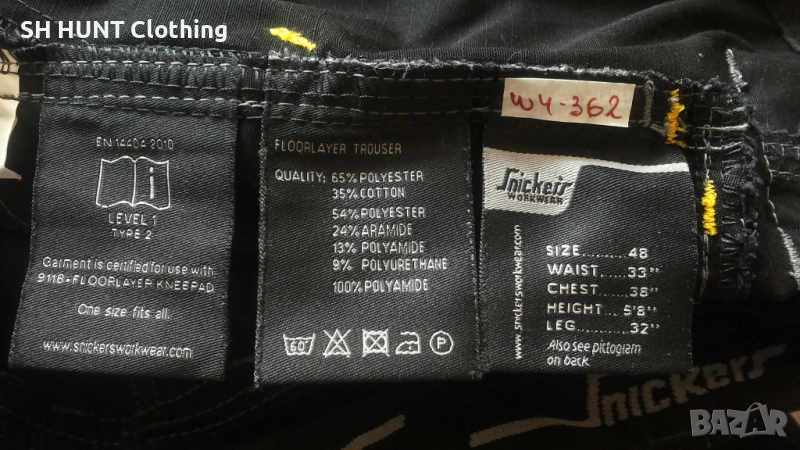 SH HUNT Clothing
EN 14404 2010
i
LEVEL 1
TYPE 2
Garment is certified for use with
9118-FLOORLAYER KNEEPAD
One size fits all.
www.snickersworkwear.com
FLOORLAYER TROUSER
QUALITY: 65% POLYESTER
35% COTTON
54% POLYESTER
24% ARAMIDE
13% POLYAMIDE
9% POLYURETHANE
100% POLYAMIDE
60°
P
W4-362
Snickers
WORKWEAR
www.snickersworkwear.com
SIZE........ 48
WAIST..... 33"
CHEST..... 38"
HEIGHT.... 5'8"
LEG.......... 32"
Also see pictogram
on back.
Snickers
BAZAR